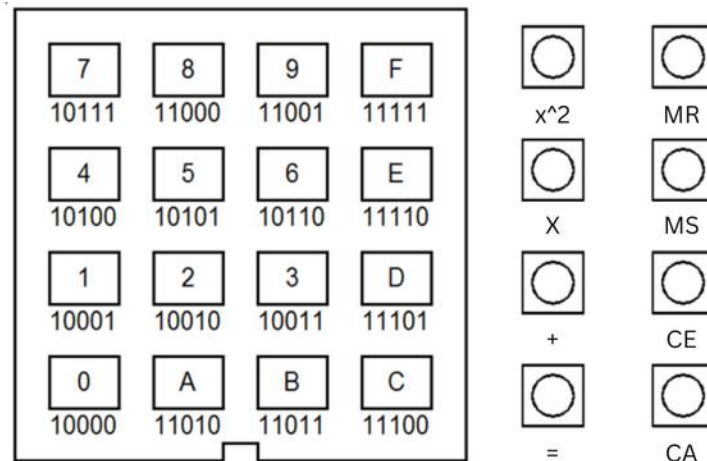 7 8 9 F
10111 11000 11001 11111
x^2 MR
4 5 6 E
10100 10101 10110 11110
X MS
1 2 3 D
10001 10010 10011 11101
+ CE
0 A B C
10000 11010 11011 11100
= CA